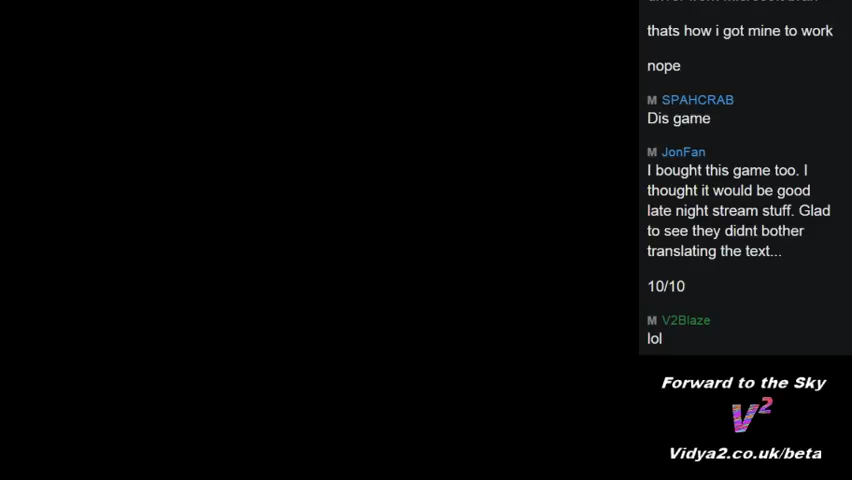 thats how i got mine to work
nope
M SPAHCRAB
Dis game
M JonFan
I bought this game too. I
thought it would be good
late night stream stuff. Glad
to see they didnt bother
translating the text...
10/10
M V2Blaze
lol
Forward to the Sky
V2
Vidya2.co.uk/beta